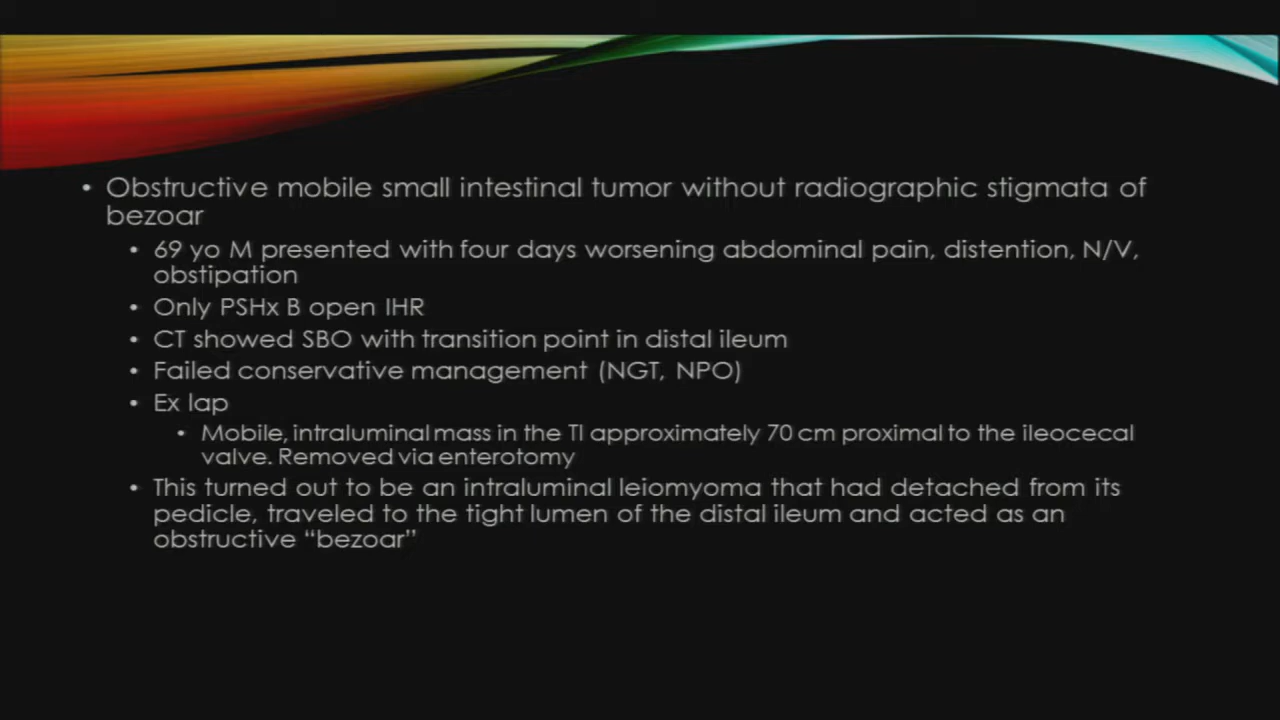 • Obstructive mobile small intestinal tumor without radiographic stigmata of
bezoar
• 69 yo M presented with four days worsening abdominal pain, distention, N/V,
obstipation
• Only PSHx B open IHR
• CT showed SBO with transition point in distal ileum
• Failed conservative management (NGT, NPO)
• Ex lap
• Mobile, intraluminal mass in the TI approximately 70 cm proximal to the ileocecal
valve. Removed via enterotomy
• This turned out to be an intraluminal leiomyoma that had detached from its
pedicle, traveled to the tight lumen of the distal ileum and acted as an
obstructive “bezoar”